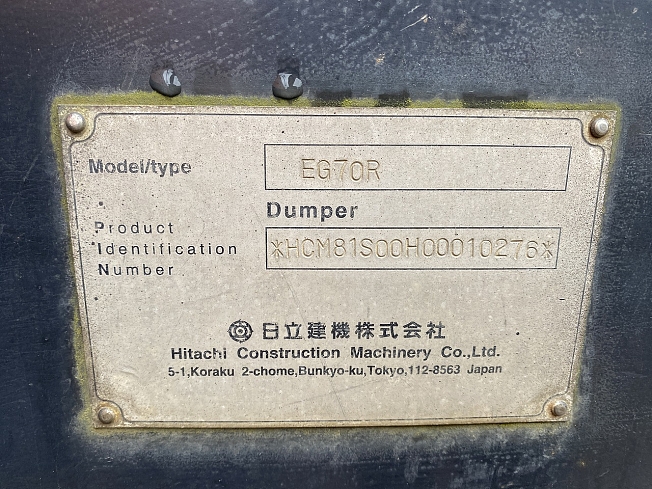 Model/type EG70R
Dumper
Product
Identification *HCM81S00H00010276*
Number
日立建機株式会社
Hitachi Construction Machinery Co.,Ltd.
5-1,Koraku 2-chome,Bunkyo-ku,Tokyo,112-8563 Japan